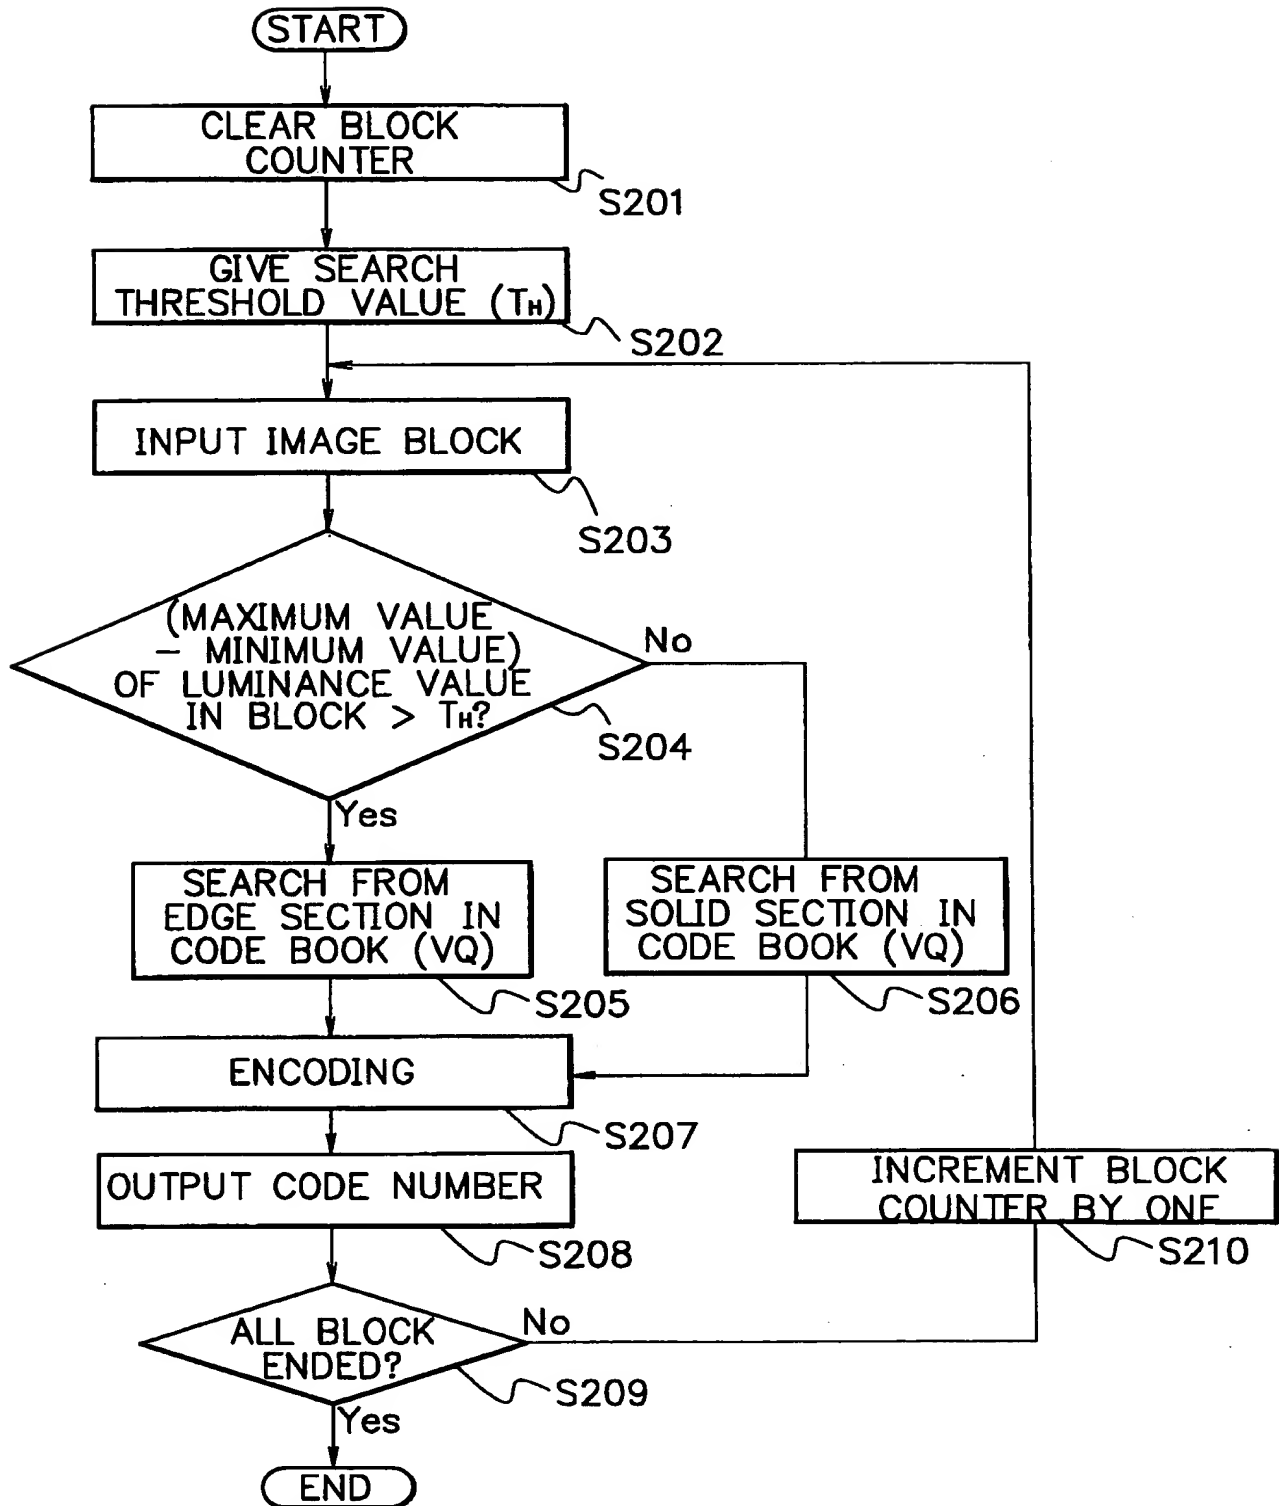 START
CLEAR BLOCK
COUNTER
S201
GIVE SEARCH
THRESHOLD VALUE (TH)
S202
INPUT IMAGE BLOCK
S203
(MAXIMUM VALUE
- MINIMUM VALUE)
OF LUMINANCE VALUE
IN BLOCK > TH?
No
S204
Yes
SEARCH FROM
EDGE SECTION IN
CODE BOOK (VQ)
S205
SEARCH FROM
SOLID SECTION IN
CODE BOOK (VQ)
S206
ENCODING
S207
OUTPUT CODE NUMBER
S208
INCREMENT BLOCK
COUNTER BY ONE
S210
ALL BLOCK
ENDED?
No
S209
Yes
END